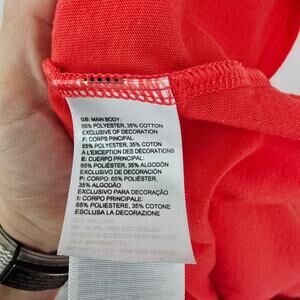 GB: MAIN BODY:
65% POLYESTER, 35% COTTON
EXCLUSIVE OF DECORATION
F: CORPS PINCIPAL:
65% POLYESTER, 35% COTON
À L'EXCEPTION DES DÉCORATIONS
E: CUERPO PRINCIPAL:
65% POLIÉSTER, 35% ALGODÓN
EXCLUSIVO DE DECORACIÓN
P: CORPO: 65% POLIÉSTER,
35% ALGODÃO
EXCLUSIVO PARA DECORAÇÃO
I: CORPO PRINCIPALE:
65% POLIESTERE, 35% COTONE
ESCLUSA LA DECORAZIONE